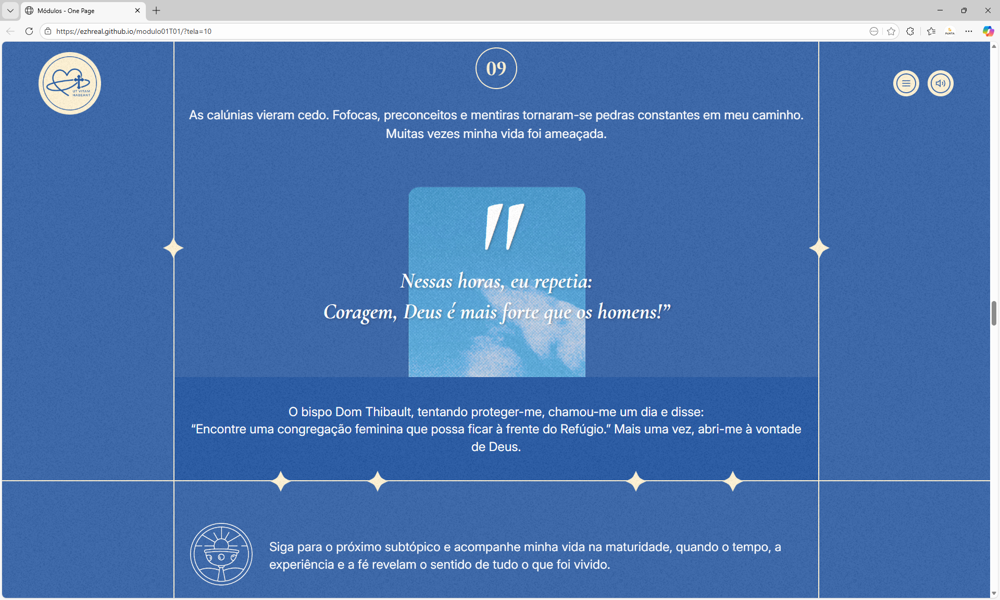 Módulos - One Page
https://ezhreal.github.io/modulo01T01/?tela=10
PENTA
UT VITAM
HABEANT
09
As calúnias vieram cedo. Fofocas, preconceitos e mentiras tornaram-se pedras constantes em meu caminho.
Muitas vezes minha vida foi ameaçada.
"
Nessas horas, eu repetia:
Coragem, Deus é mais forte que os homens!”
O bispo Dom Thibault, tentando proteger-me, chamou-me um dia e disse:
“Encontre uma congregação feminina que possa ficar à frente do Refúgio.” Mais uma vez, abri-me à vontade
de Deus.
Siga para o próximo subtópico e acompanhe minha vida na maturidade, quando o tempo, a
experiência e a fé revelam o sentido de tudo o que foi vivido.